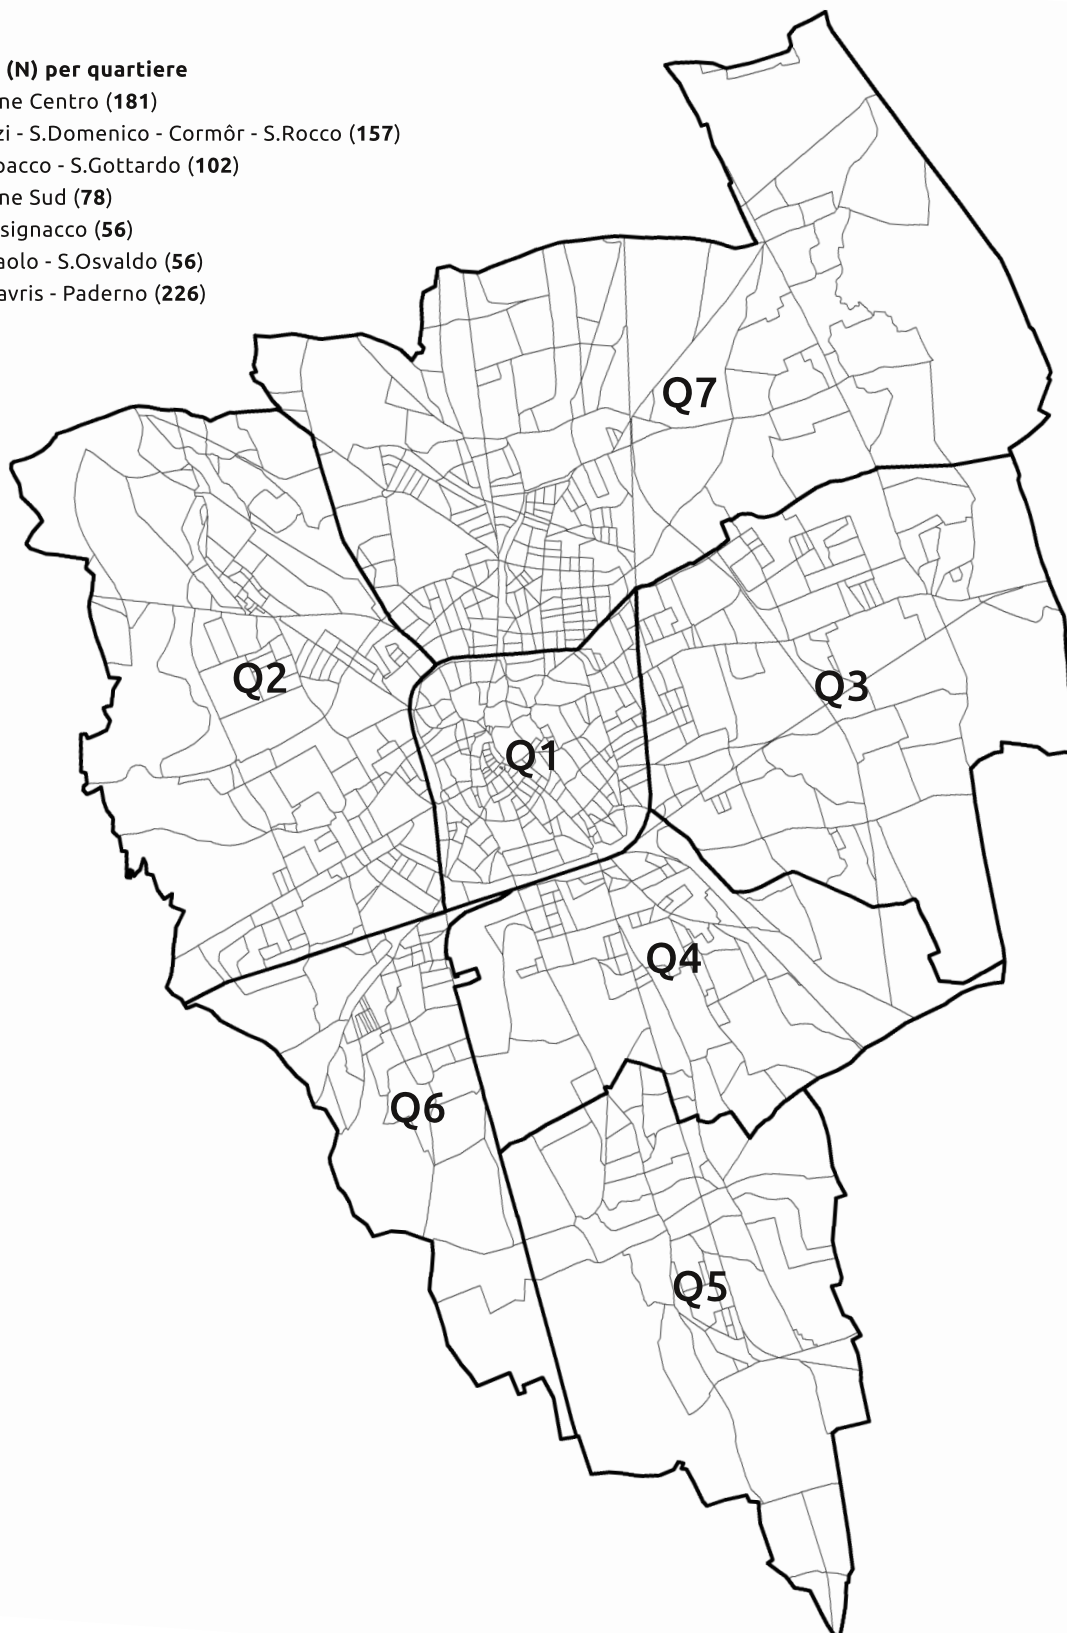 (N) per quartiere
ne Centro (181)
zi - S.Domenico - Cormôr - S.Rocco (157)
bacco - S.Gottardo (102)
ne Sud (78)
signacco (56)
aolo - S.Osvaldo (56)
avris - Paderno (226)
Q7
Q2
Q3
Q1
Q4
Q6
Q5